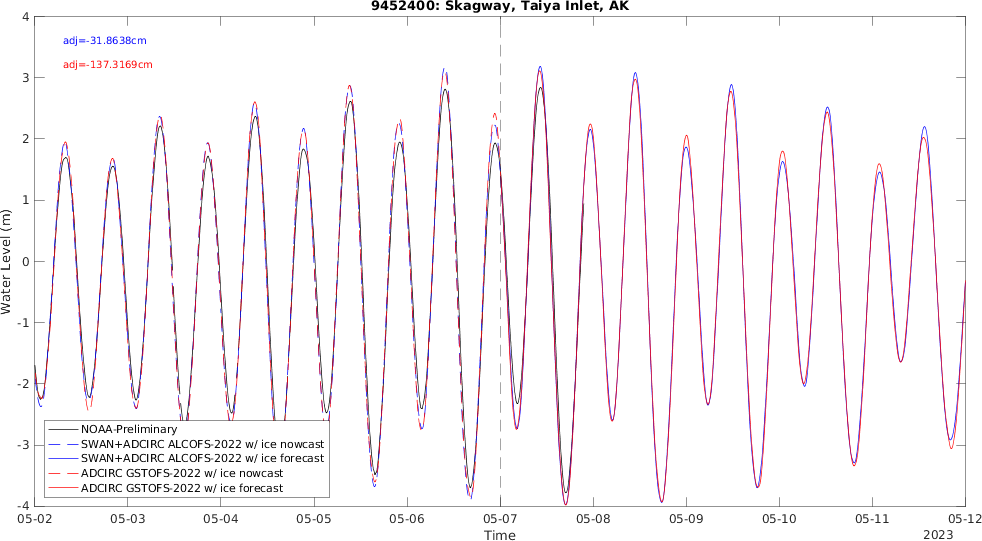 9452400: Skagway, Taiya Inlet, AK
adj=-31.8638cm
adj=-137.3169cm
Water Level (m)
4
3
2
1
0
-1
-2
-3
-4
NOAA-Preliminary
SWAN+ADCIRC ALCOFS-2022 w/ ice nowcast
SWAN+ADCIRC ALCOFS-2022 w/ ice forecast
ADCIRC GSTOFS-2022 w/ ice nowcast
ADCIRC GSTOFS-2022 w/ ice forecast
05-02 05-03 05-04 05-05 05-06 05-07 05-08 05-09 05-10 05-11 05-12
Time
2023